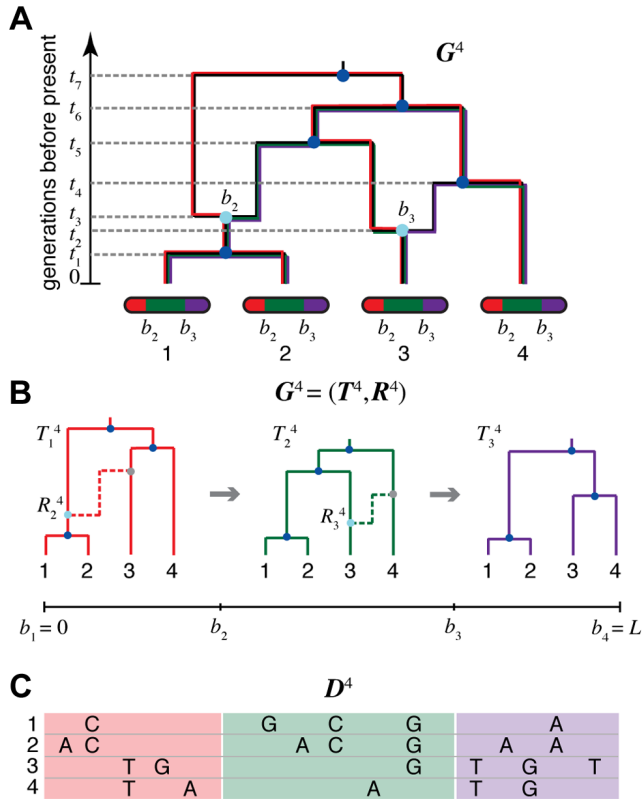 A
G⁴
generations before present
t₇
t₆
t₅
t₄
t₃
t₂
t₁
0
b₂
b₃
b₂ b₃ b₂ b₃ b₂ b₃ b₂ b₃
1 2 3 4
B
G⁴ = (T⁴, R⁴)
T₁⁴ T₂⁴ T₃⁴
R₂⁴ R₃⁴
1 2 3 4 1 2 3 4 1 2 3 4
b₁ = 0 b₂ b₃ b₄ = L
C
D⁴
1 C G C G A
2 A C A C G A A
3 T G G T G T
4 T A A T G